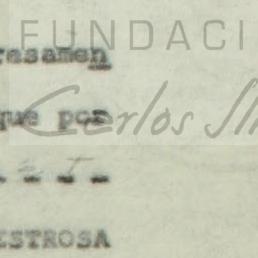 FUNDACI
resamen
que por
Carlos Sli
- - - -
ESTROSA